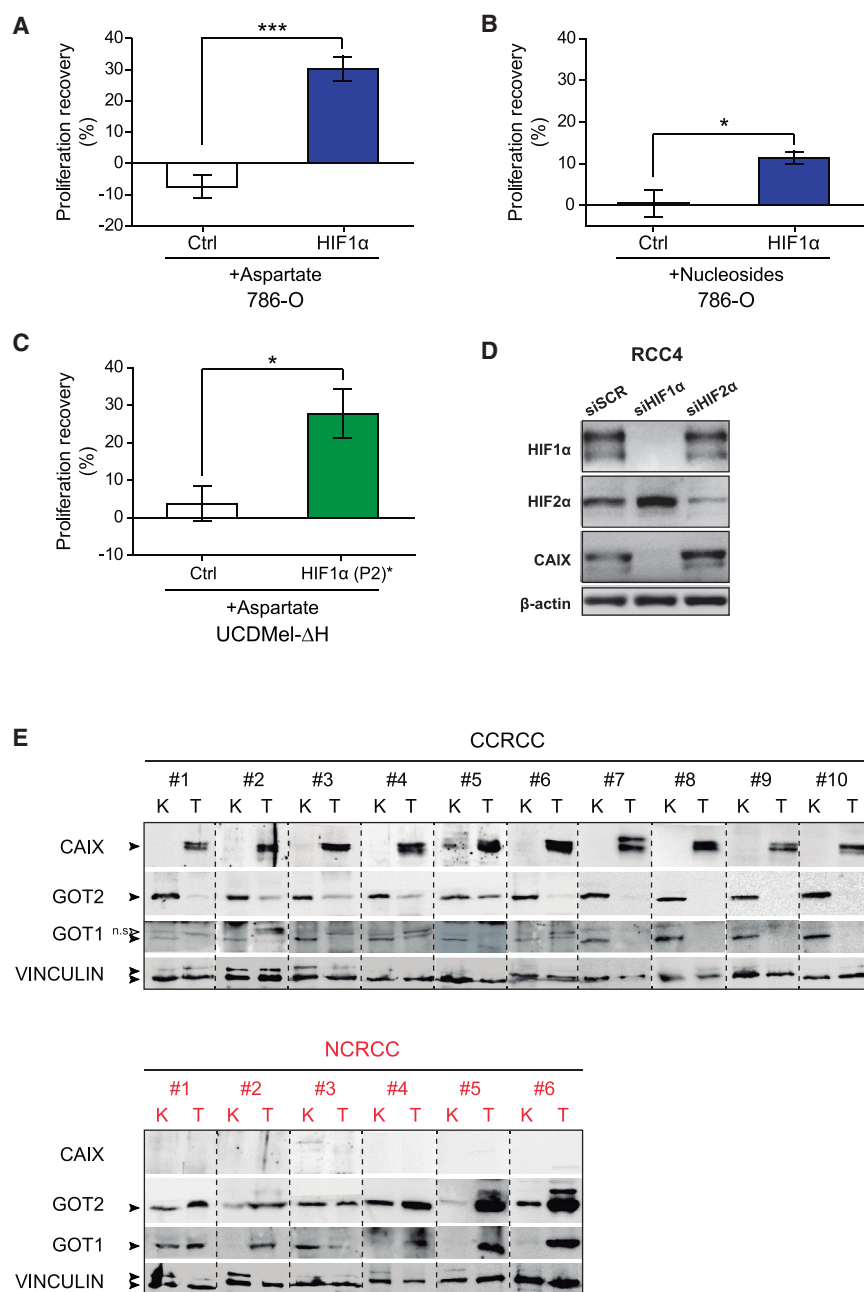 A
***
40
30
20
10
0
-10
-20
Proliferation recovery
(%)
Ctrl HIF1α
+Aspartate
786-O
B
*
40
30
20
10
0
Proliferation recovery
(%)
Ctrl HIF1α
+Nucleosides
786-O
C
*
40
30
20
10
0
-10
Proliferation recovery
(%)
Ctrl HIF1α (P2)*
+Aspartate
UCDMel-ΔH
D
RCC4
siSCR siHIF1α siHIF2α
HIF1α
HIF2α
CAIX
β-actin
E
CCRCC
#1 #2 #3 #4 #5 #6 #7 #8 #9 #10
K T K T K T K T K T K T K T K T K T K T
CAIX
GOT2
n.s.
GOT1
VINCULIN
NCRCC
#1 #2 #3 #4 #5 #6
K T K T K T K T K T K T
CAIX
GOT2
GOT1
VINCULIN